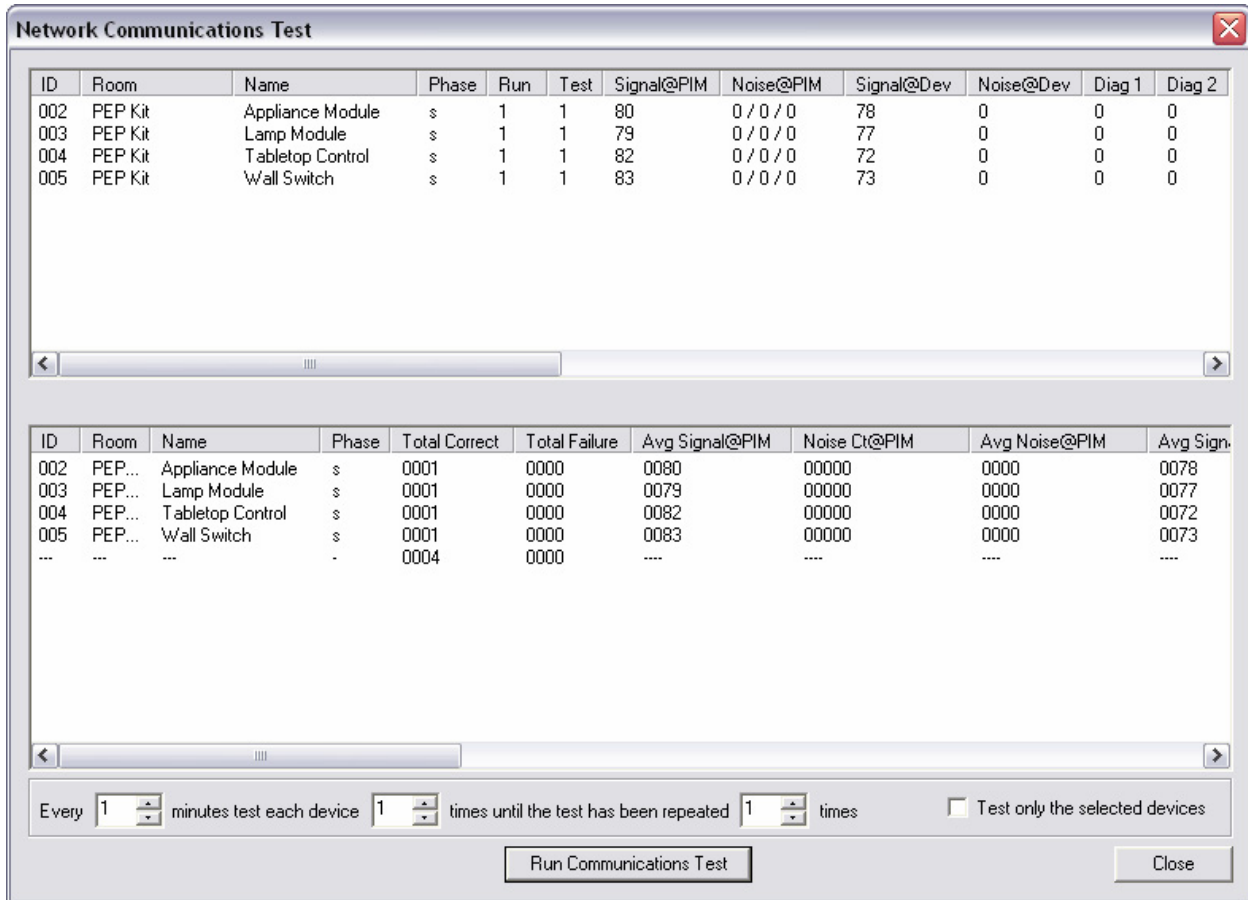 Network Communications Test
ID Room Name Phase Run Test Signal@PIM Noise@PIM Signal@Dev Noise@Dev Diag 1 Diag 2
002 PEP Kit Appliance Module s 1 1 80 0 / 0 / 0 78 0 0 0
003 PEP Kit Lamp Module s 1 1 79 0 / 0 / 0 77 0 0 0
004 PEP Kit Tabletop Control s 1 1 82 0 / 0 / 0 72 0 0 0
005 PEP Kit Wall Switch s 1 1 83 0 / 0 / 0 73 0 0 0
ID Room Name Phase Total Correct Total Failure Avg Signal@PIM Noise Ct@PIM Avg Noise@PIM Avg Sign
002 PEP... Appliance Module s 0001 0000 0080 00000 0000 0078
003 PEP... Lamp Module s 0001 0000 0079 00000 0000 0077
004 PEP... Tabletop Control s 0001 0000 0082 00000 0000 0072
005 PEP... Wall Switch s 0001 0000 0083 00000 0000 0073
--- --- --- - 0004 0000 ---- ---- ---- ----
Every 1 minutes test each device 1 times until the test has been repeated 1 times Test only the selected devices
Run Communications Test Close